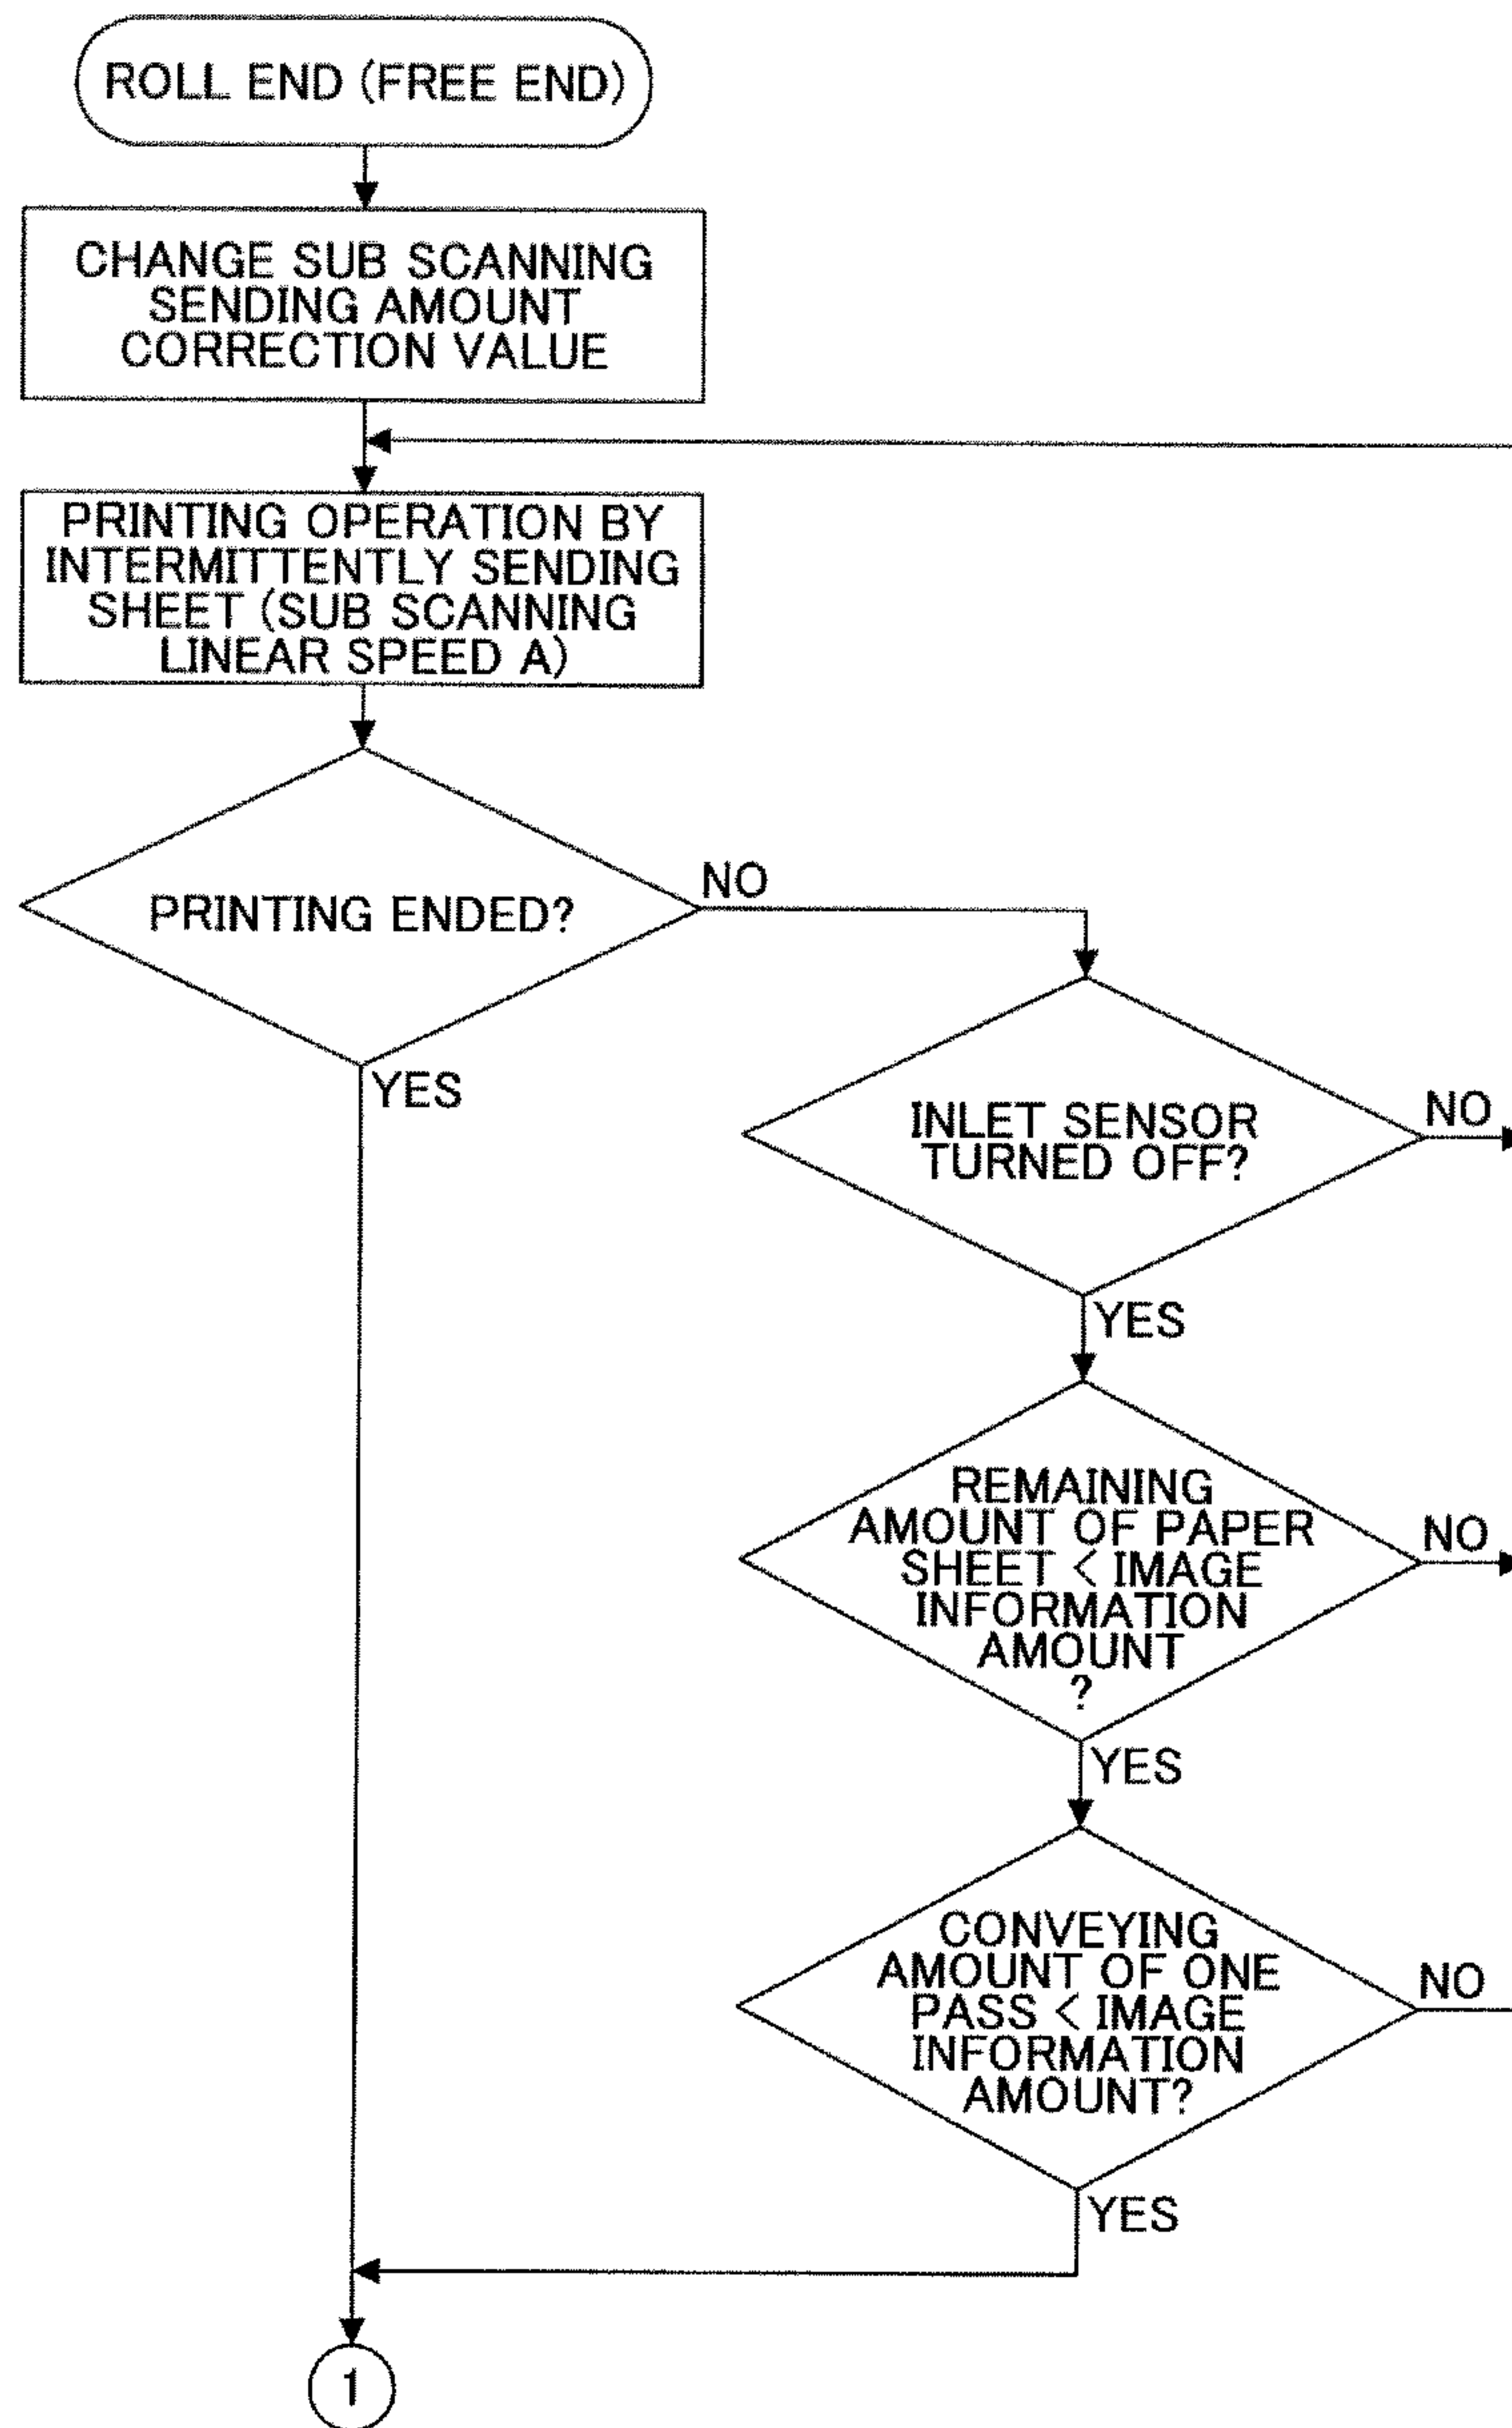 ROLL END (FREE END)
CHANGE SUB SCANNING
SENDING AMOUNT
CORRECTION VALUE
PRINTING OPERATION BY
INTERMITTENTLY SENDING
SHEET (SUB SCANNING
LINEAR SPEED A)
PRINTING ENDED?
NO
YES
INLET SENSOR
TURNED OFF?
NO
YES
REMAINING
AMOUNT OF PAPER
SHEET < IMAGE
INFORMATION
AMOUNT
?
NO
YES
CONVEYING
AMOUNT OF ONE
PASS < IMAGE
INFORMATION
AMOUNT?
NO
YES
1